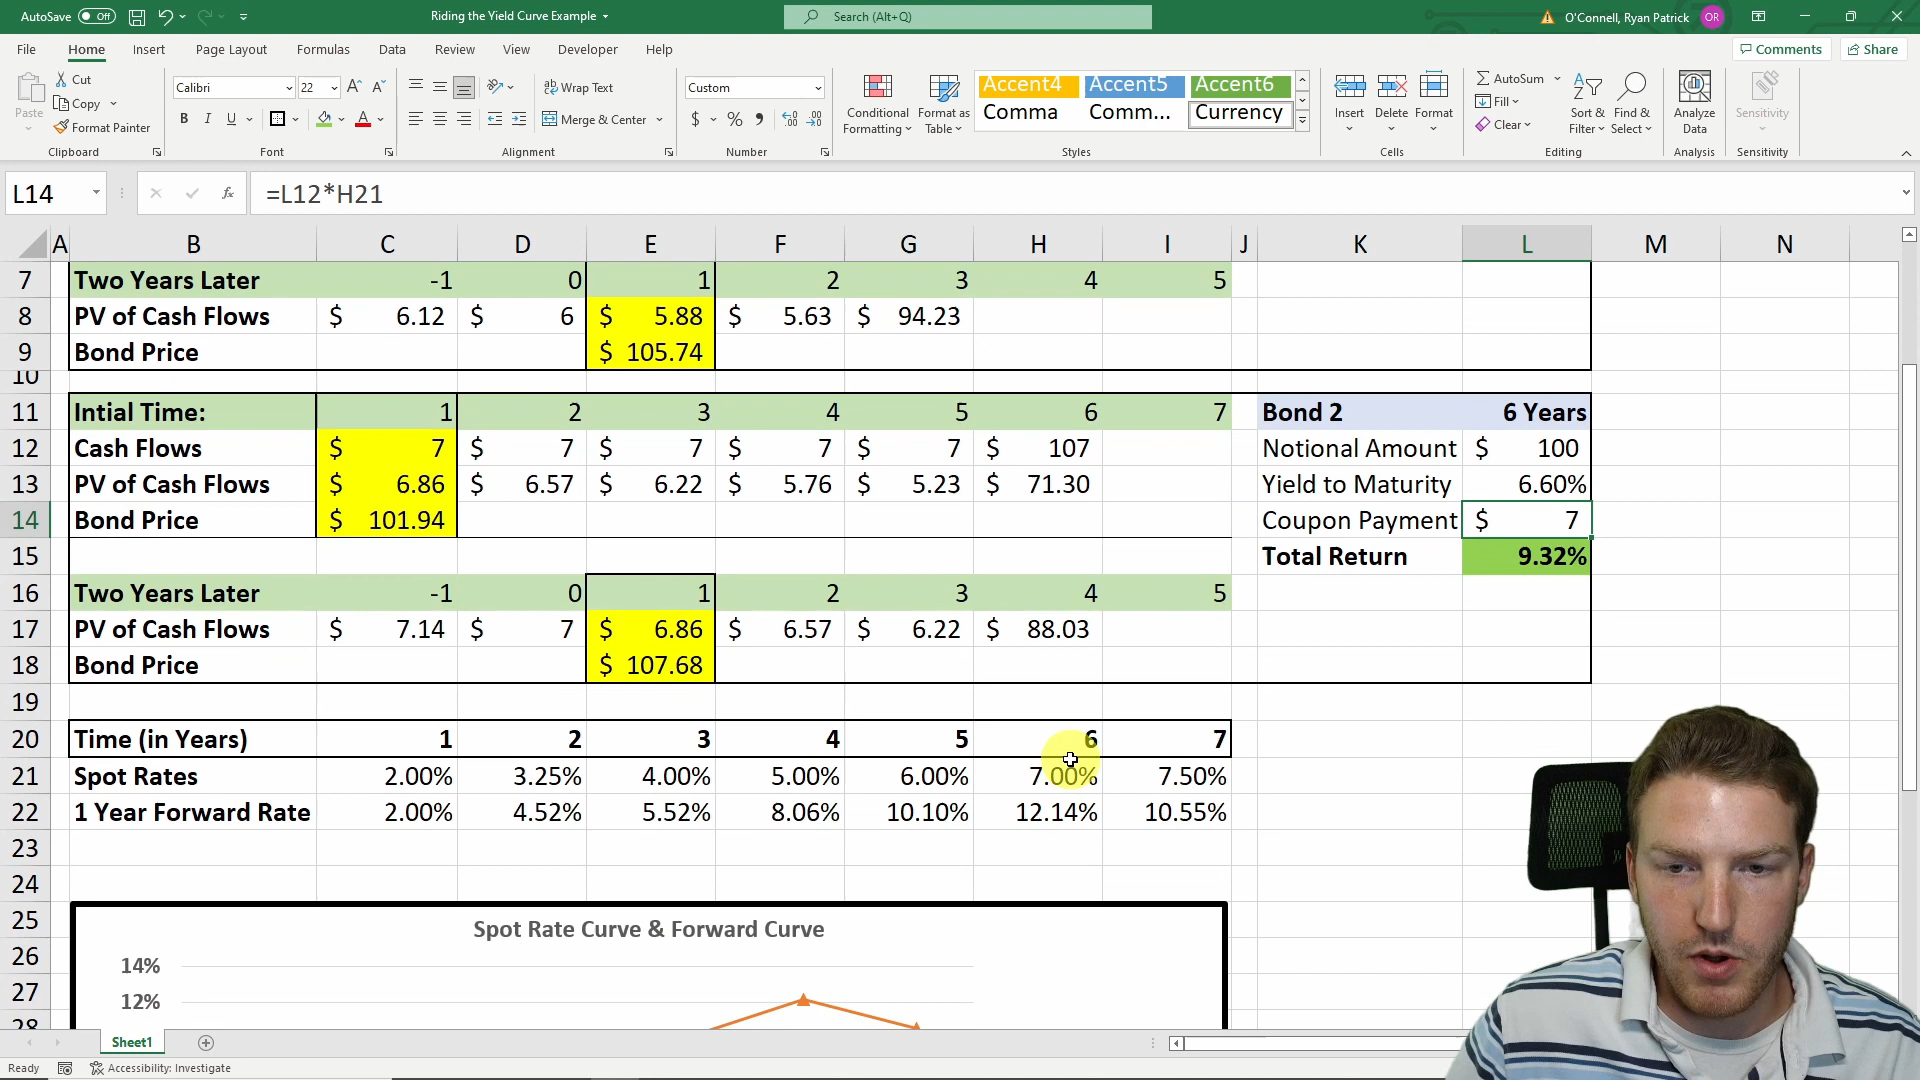 AutoSave Off Riding the Yield Curve Example Search (Alt+Q) O'Connell, Ryan Patrick OR
File Home Insert Page Layout Formulas Data Review View Developer Help Comments Share
Paste Cut Copy Format Painter Clipboard
Calibri 22 A A B I U A Font
Wrap Text Merge & Center Alignment
Custom $ % 9 Number
Conditional Formatting Format as Table Accent4 Accent5 Accent6 Comma Comm... Currency Styles
Insert Delete Format Cells
AutoSum Fill Clear Sort & Filter Find & Select Editing
Analyze Data Analysis
Sensitivity Sensitivity
L14 fx =L12*H21
A B C D E F G H I J K L M N
7 Two Years Later -1 0 1 2 3 4 5
8 PV of Cash Flows $ 6.12 $ 6 $ 5.88 $ 5.63 $ 94.23
9 Bond Price $ 105.74
10
11 Intial Time: 1 2 3 4 5 6 7 Bond 2 6 Years
12 Cash Flows $ 7 $ 7 $ 7 $ 7 $ 7 $ 107 Notional Amount $ 100
13 PV of Cash Flows $ 6.86 $ 6.57 $ 6.22 $ 5.76 $ 5.23 $ 71.30 Yield to Maturity 6.60%
14 Bond Price $ 101.94 Coupon Payment $ 7
15 Total Return 9.32%
16 Two Years Later -1 0 1 2 3 4 5
17 PV of Cash Flows $ 7.14 $ 7 $ 6.86 $ 6.57 $ 6.22 $ 88.03
18 Bond Price $ 107.68
19
20 Time (in Years) 1 2 3 4 5 6 7
21 Spot Rates 2.00% 3.25% 4.00% 5.00% 6.00% 7.00% 7.50%
22 1 Year Forward Rate 2.00% 4.52% 5.52% 8.06% 10.10% 12.14% 10.55%
23
24
25 Spot Rate Curve & Forward Curve
26 14%
27 12%
28
Sheet1
Ready Accessibility: Investigate